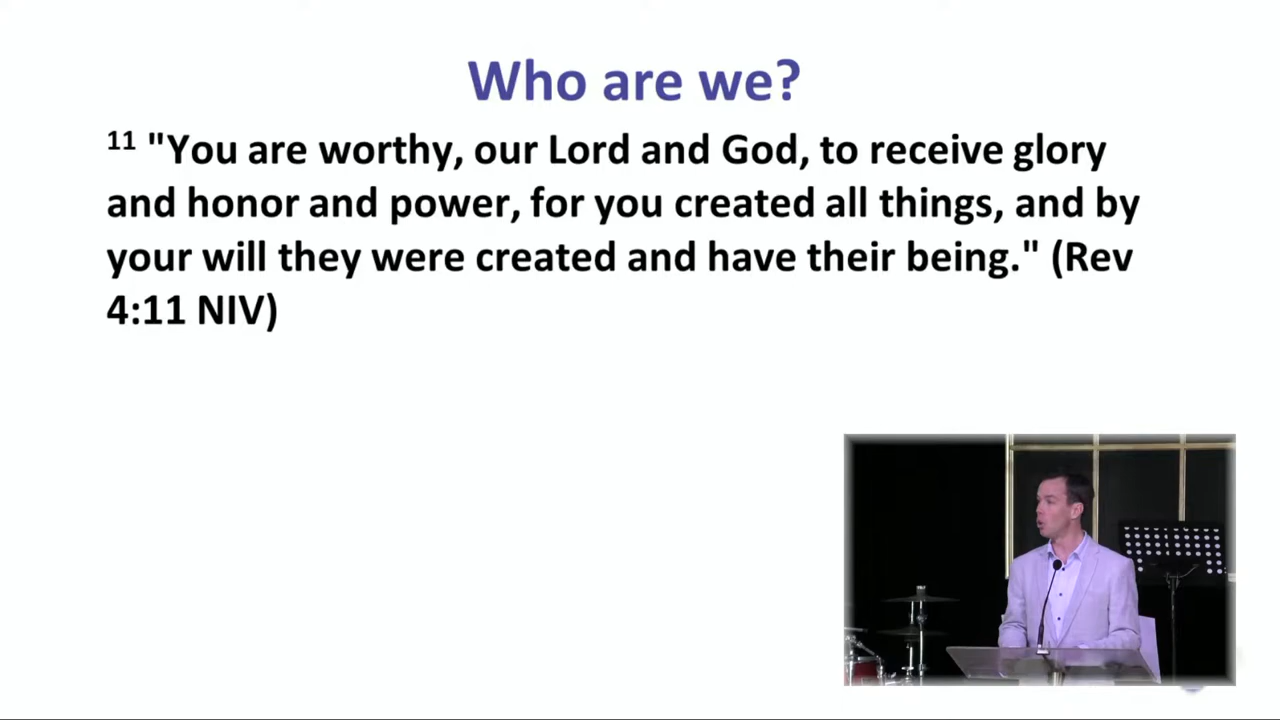 Who are we?
11 "You are worthy, our Lord and God, to receive glory
and honor and power, for you created all things, and by
your will they were created and have their being." (Rev
4:11 NIV)